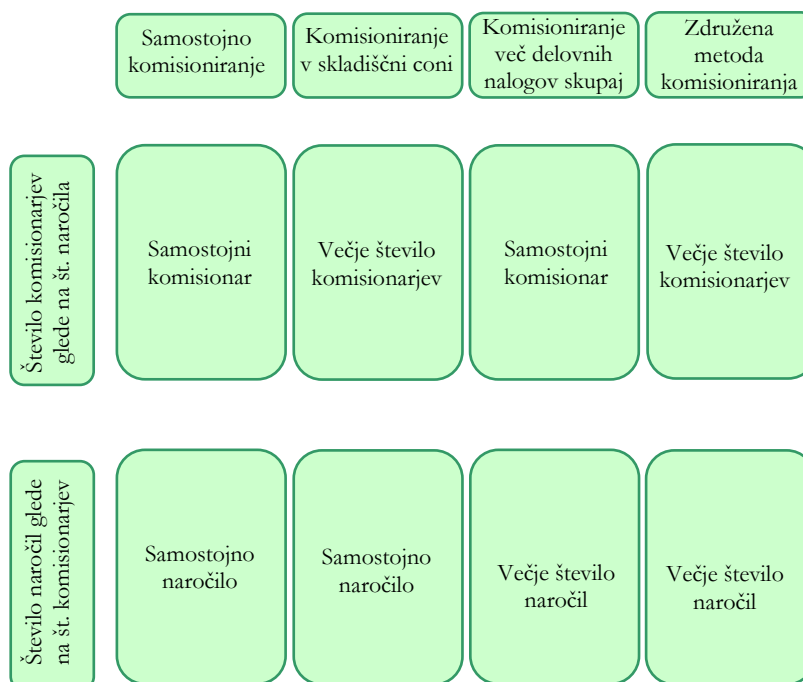 Samostojno
komisioniranje
Komisioniranje
v skladiščni coni
Komisioniranje
več delovnih
nalogov skupaj
Združena
metoda
komisioniranja
Število komisionarjev
glede na št. naročila
Samostojni
komisionar
Večje število
komisionarjev
Samostojni
komisionar
Večje število
komisionarjev
Število naročil glede
na št. komisionarjev
Samostojno
naročilo
Samostojno
naročilo
Večje število
naročil
Večje število
naročil